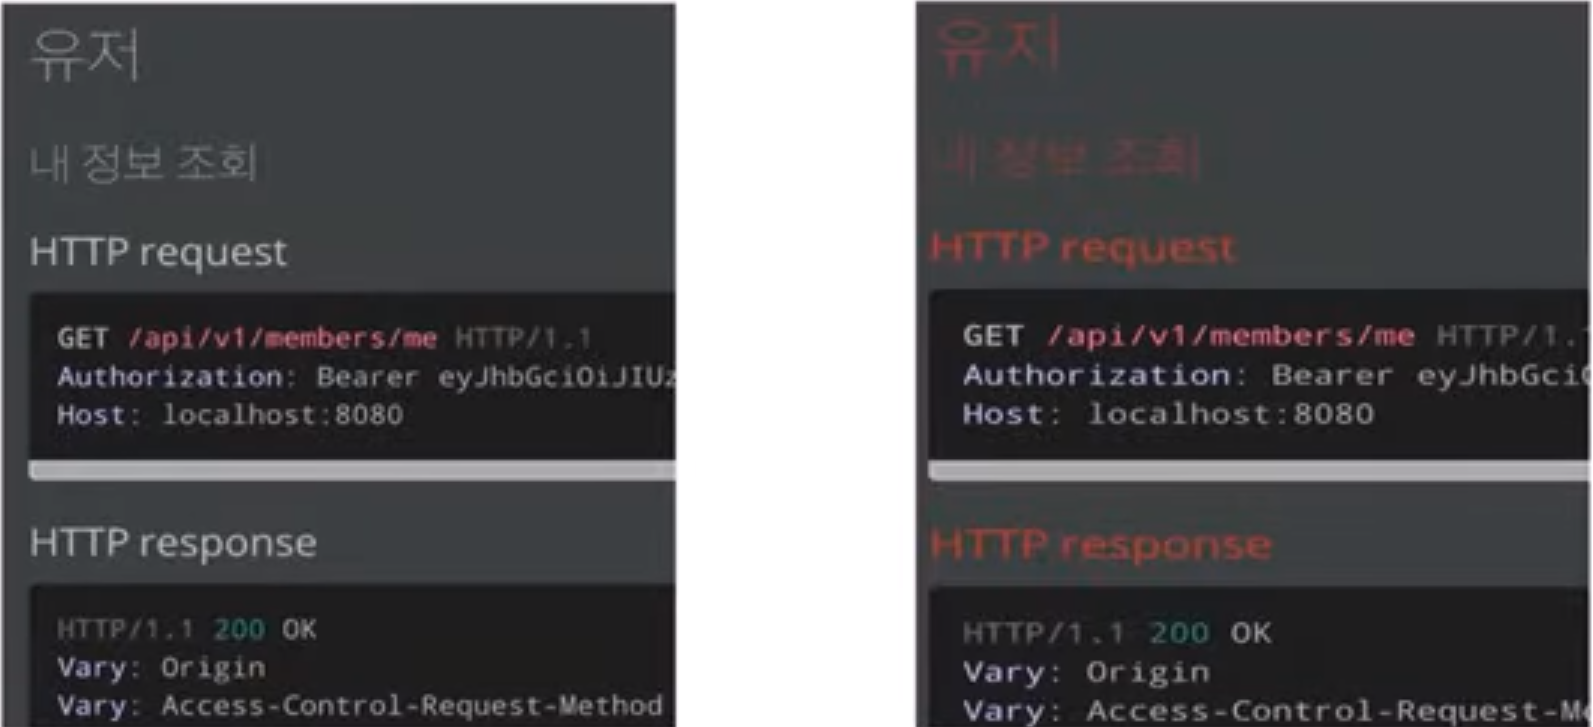 유저
내 정보 조회
HTTP request
GET /api/v1/members/me HTTP/1.1
Authorization: Bearer eyJhbGciOiJIUz
Host: localhost:8080
HTTP response
HTTP/1.1 200 OK
Vary: Origin
Vary: Access-Control-Request-Method
유저
내 정보 조회
HTTP request
GET /api/v1/members/me HTTP/1.
Authorization: Bearer eyJhbGci
Host: localhost:8080
HTTP response
HTTP/1.1 200 OK
Vary: Origin
Vary: Access-Control-Request-M